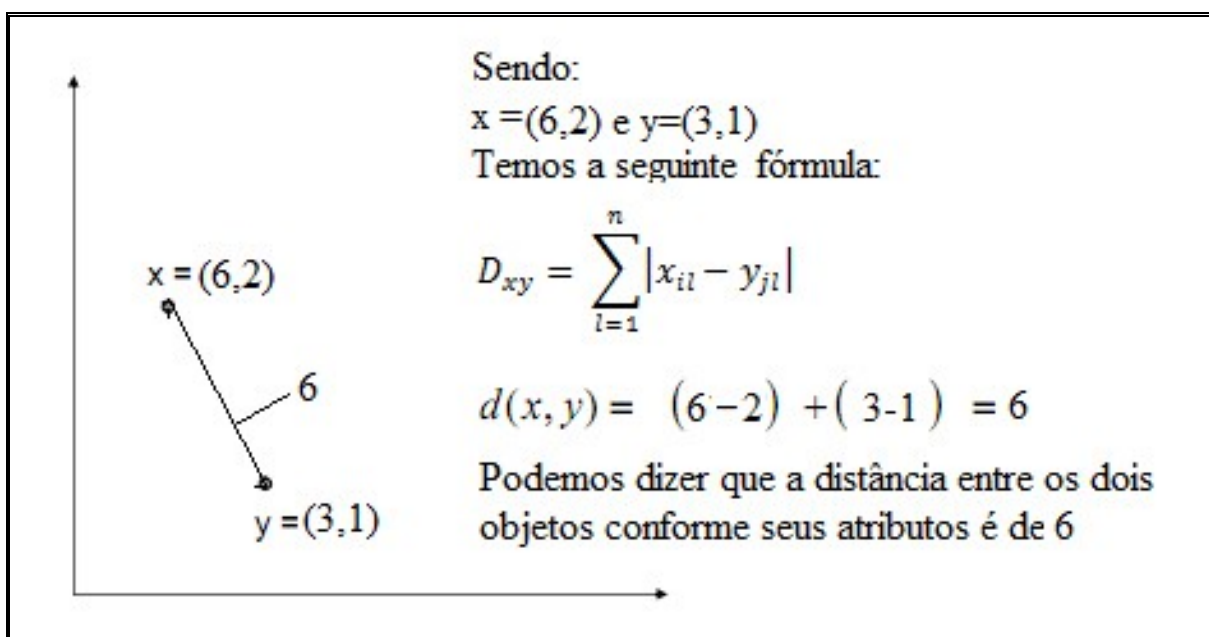 Sendo:
x =(6,2) e y=(3,1)
Temos a seguinte fórmula:
x = (6,2)
6
y =(3,1)
D_{xy} = \sum_{l=1}^{n} |x_{il} - y_{jl}|
d(x, y) = (6 -2) +( 3-1 ) = 6
Podemos dizer que a distância entre os dois
objetos conforme seus atributos é de 6